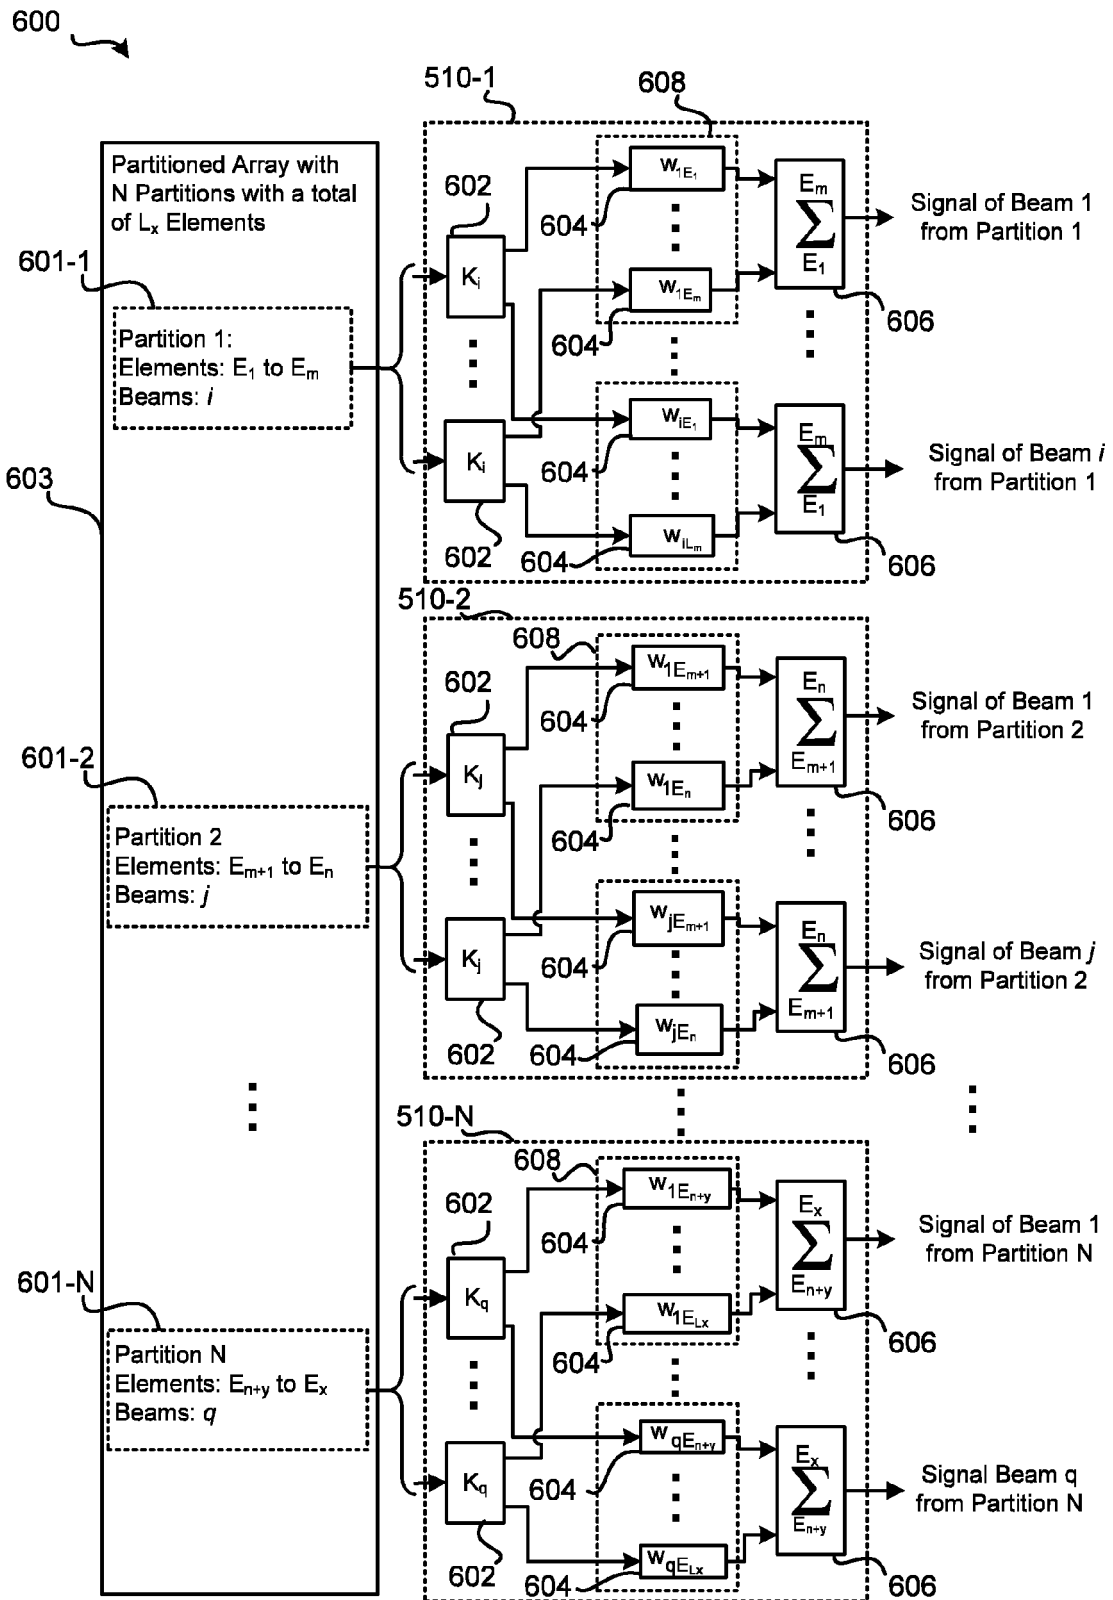 600
510-1
608
Partitioned Array with
N Partitions with a total
of Lx Elements
601-1
Partition 1:
Elements: E1 to Em
Beams: i
603
602
Ki
Ki
602
w1E1
604
w1Em
604
wiE1
604
wiLm
604
Em
Σ
E1
606
Em
Σ
E1
606
Signal of Beam 1
from Partition 1
Signal of Beam i
from Partition 1
510-2
608
601-2
Partition 2
Elements: Em+1 to En
Beams: j
602
Kj
Kj
602
w1Em+1
604
w1En
604
wjEm+1
604
wjEn
604
En
Σ
Em+1
606
En
Σ
Em+1
606
Signal of Beam 1
from Partition 2
Signal of Beam j
from Partition 2
510-N
608
601-N
Partition N
Elements: En+y to Ex
Beams: q
602
Kq
Kq
602
w1En+y
604
w1ELx
604
wqEn+y
604
wqELx
604
Ex
Σ
En+y
606
Ex
Σ
En+y
606
Signal of Beam 1
from Partition N
Signal Beam q
from Partition N